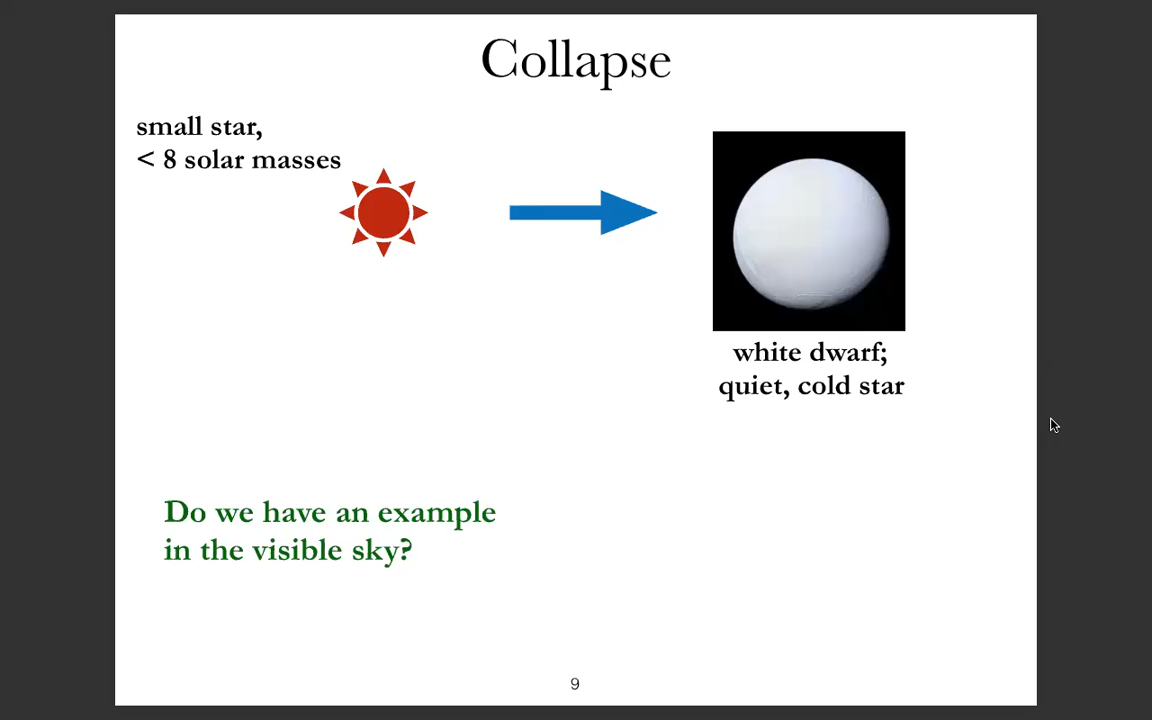 Collapse
small star,
< 8 solar masses
white dwarf;
quiet, cold star
Do we have an example
in the visible sky?
9